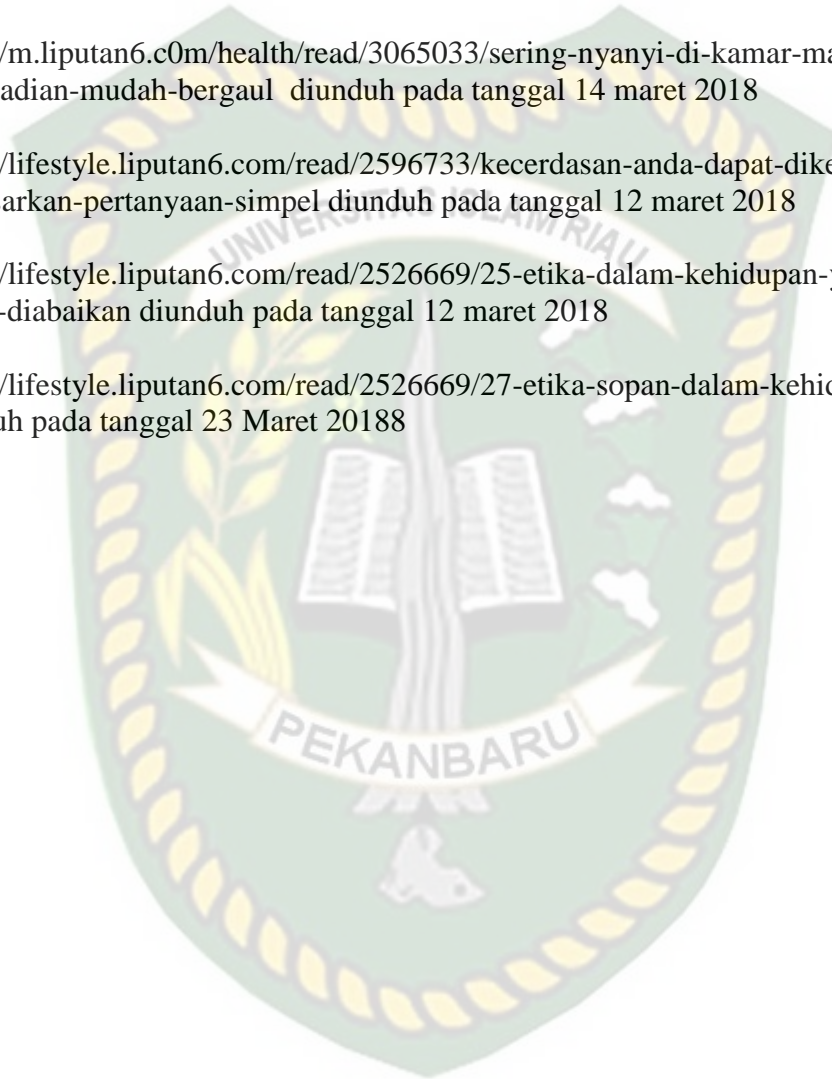 /m.liputan6.c0m/health/read/3065033/sering-nyanyi-di-kamar-ma
adian-mudah-bergaul diunduh pada tanggal 14 maret 2018
/lifestyle.liputan6.com/read/2596733/kecerdasan-anda-dapat-dike
arkan-pertanyaan-simpel diunduh pada tanggal 12 maret 2018
UNIVERSITAS ISLAM RIAU
/lifestyle.liputan6.com/read/2526669/25-etika-dalam-kehidupan-y
-diabaikan diunduh pada tanggal 12 maret 2018
/lifestyle.liputan6.com/read/2526669/27-etika-sopan-dalam-kehid
uh pada tanggal 23 Maret 20188
PEKANBARU